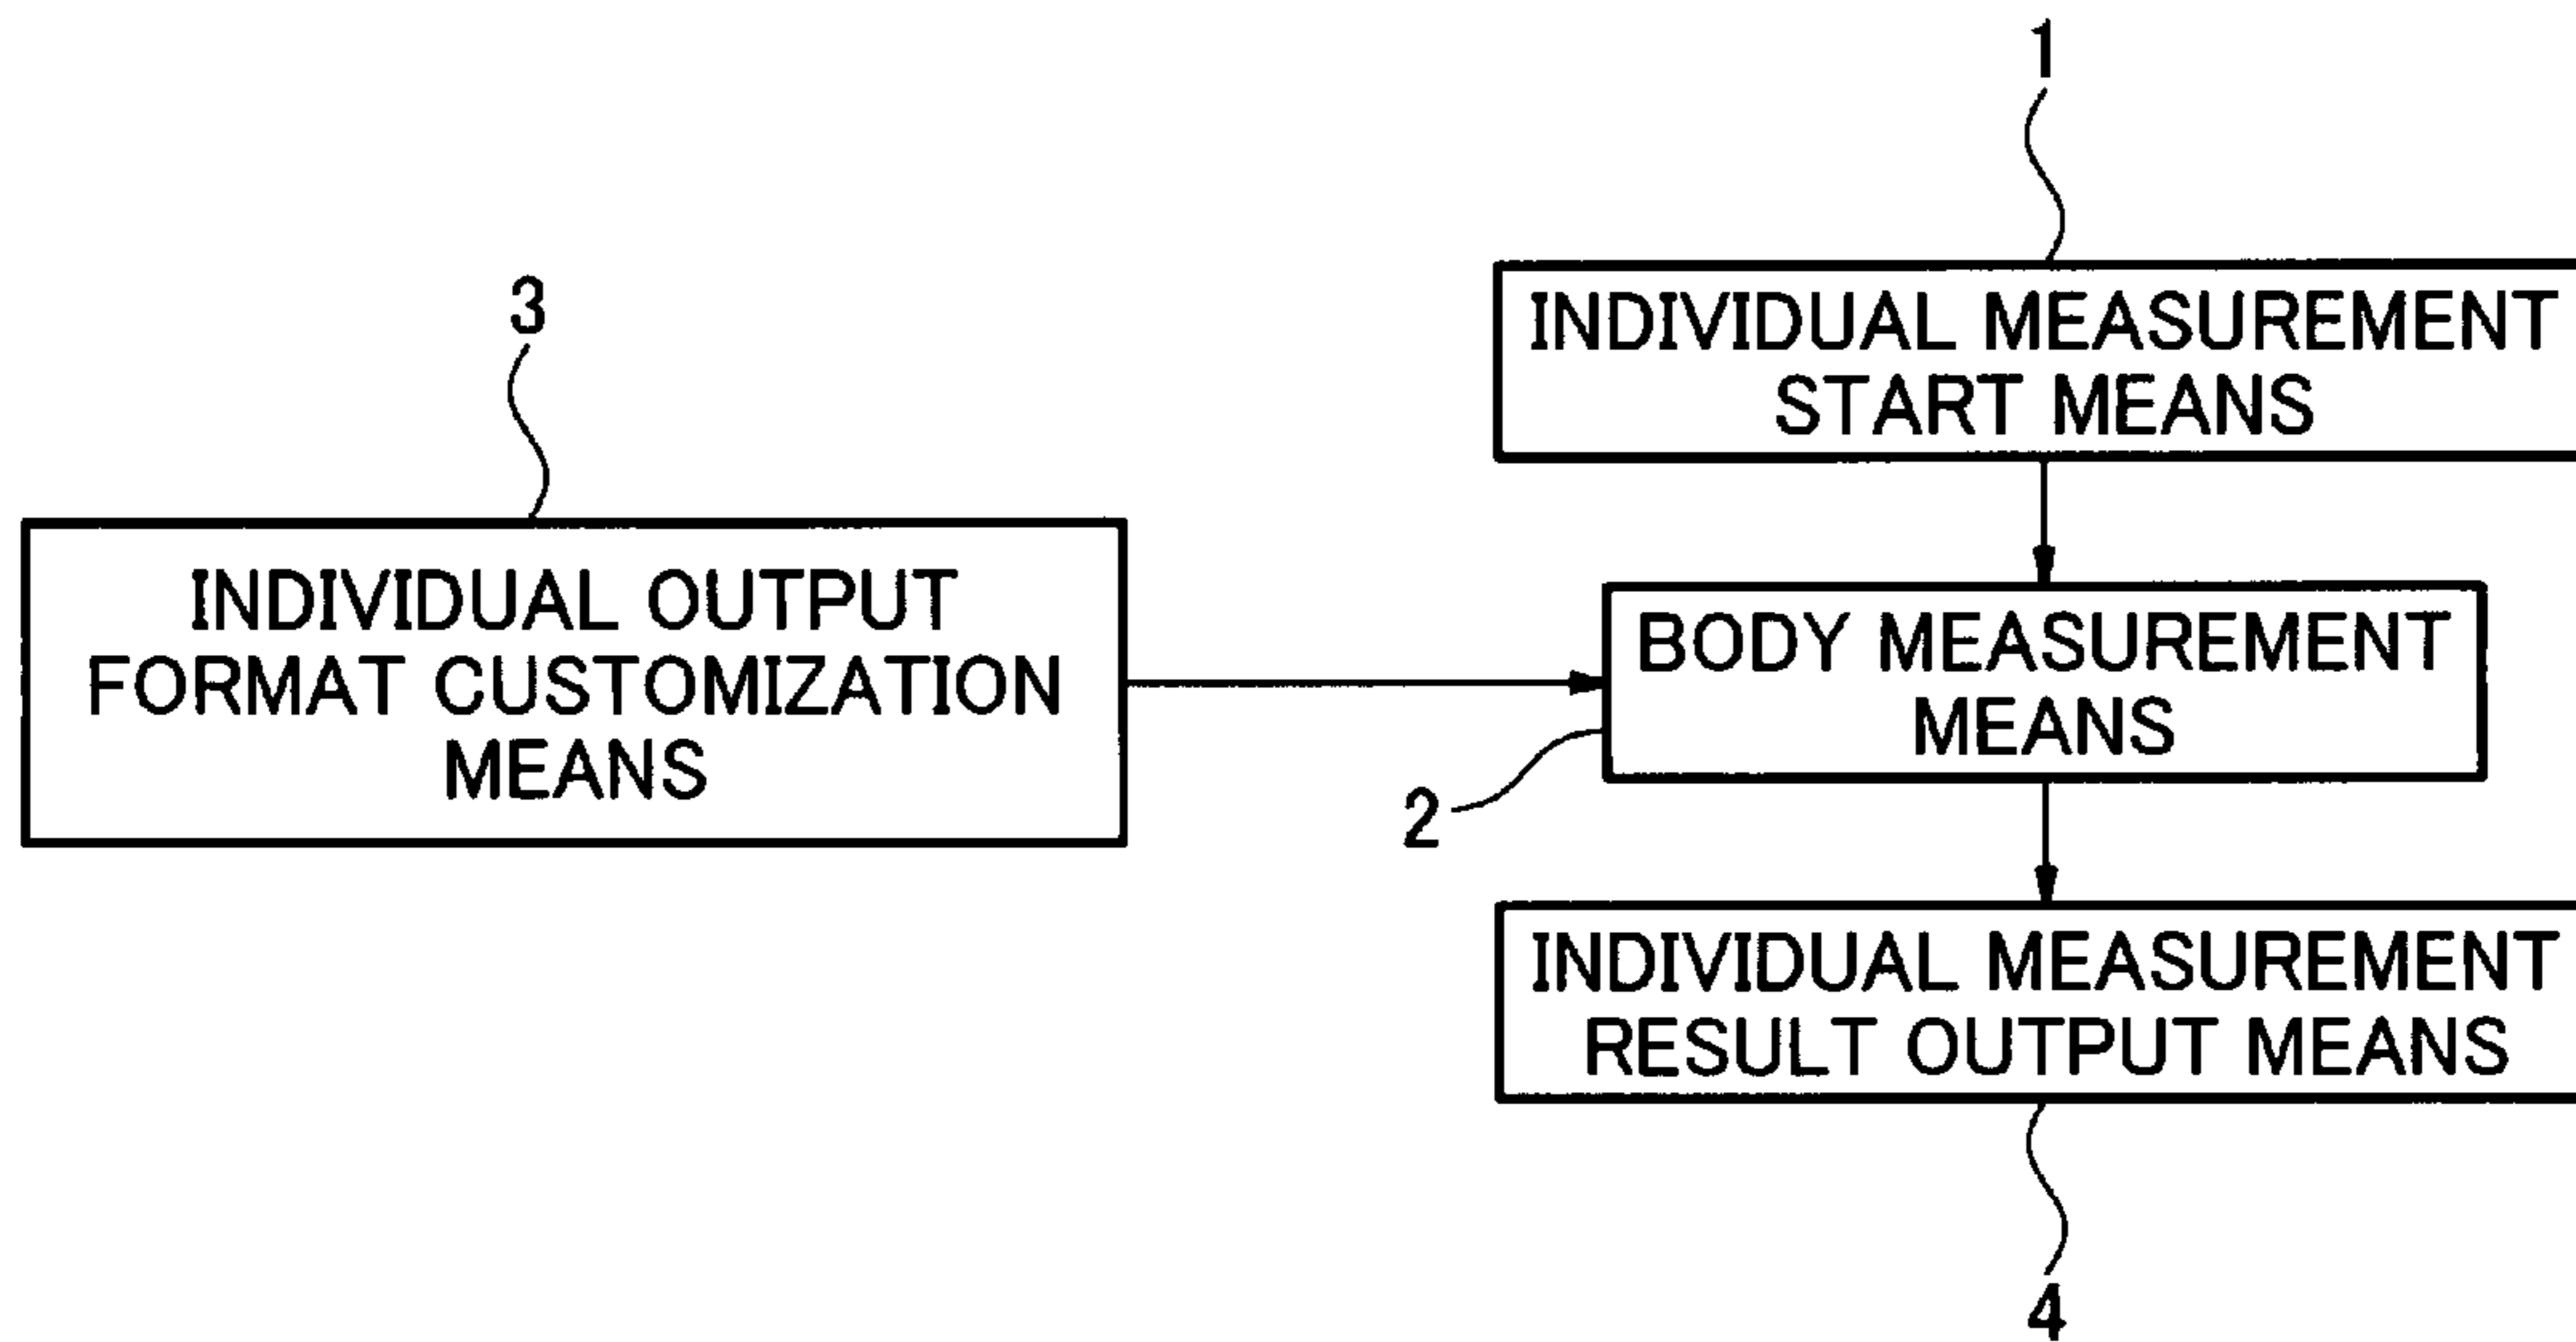 1
INDIVIDUAL MEASUREMENT
START MEANS
3
INDIVIDUAL OUTPUT
FORMAT CUSTOMIZATION
MEANS
BODY MEASUREMENT
MEANS
2
INDIVIDUAL MEASUREMENT
RESULT OUTPUT MEANS
4